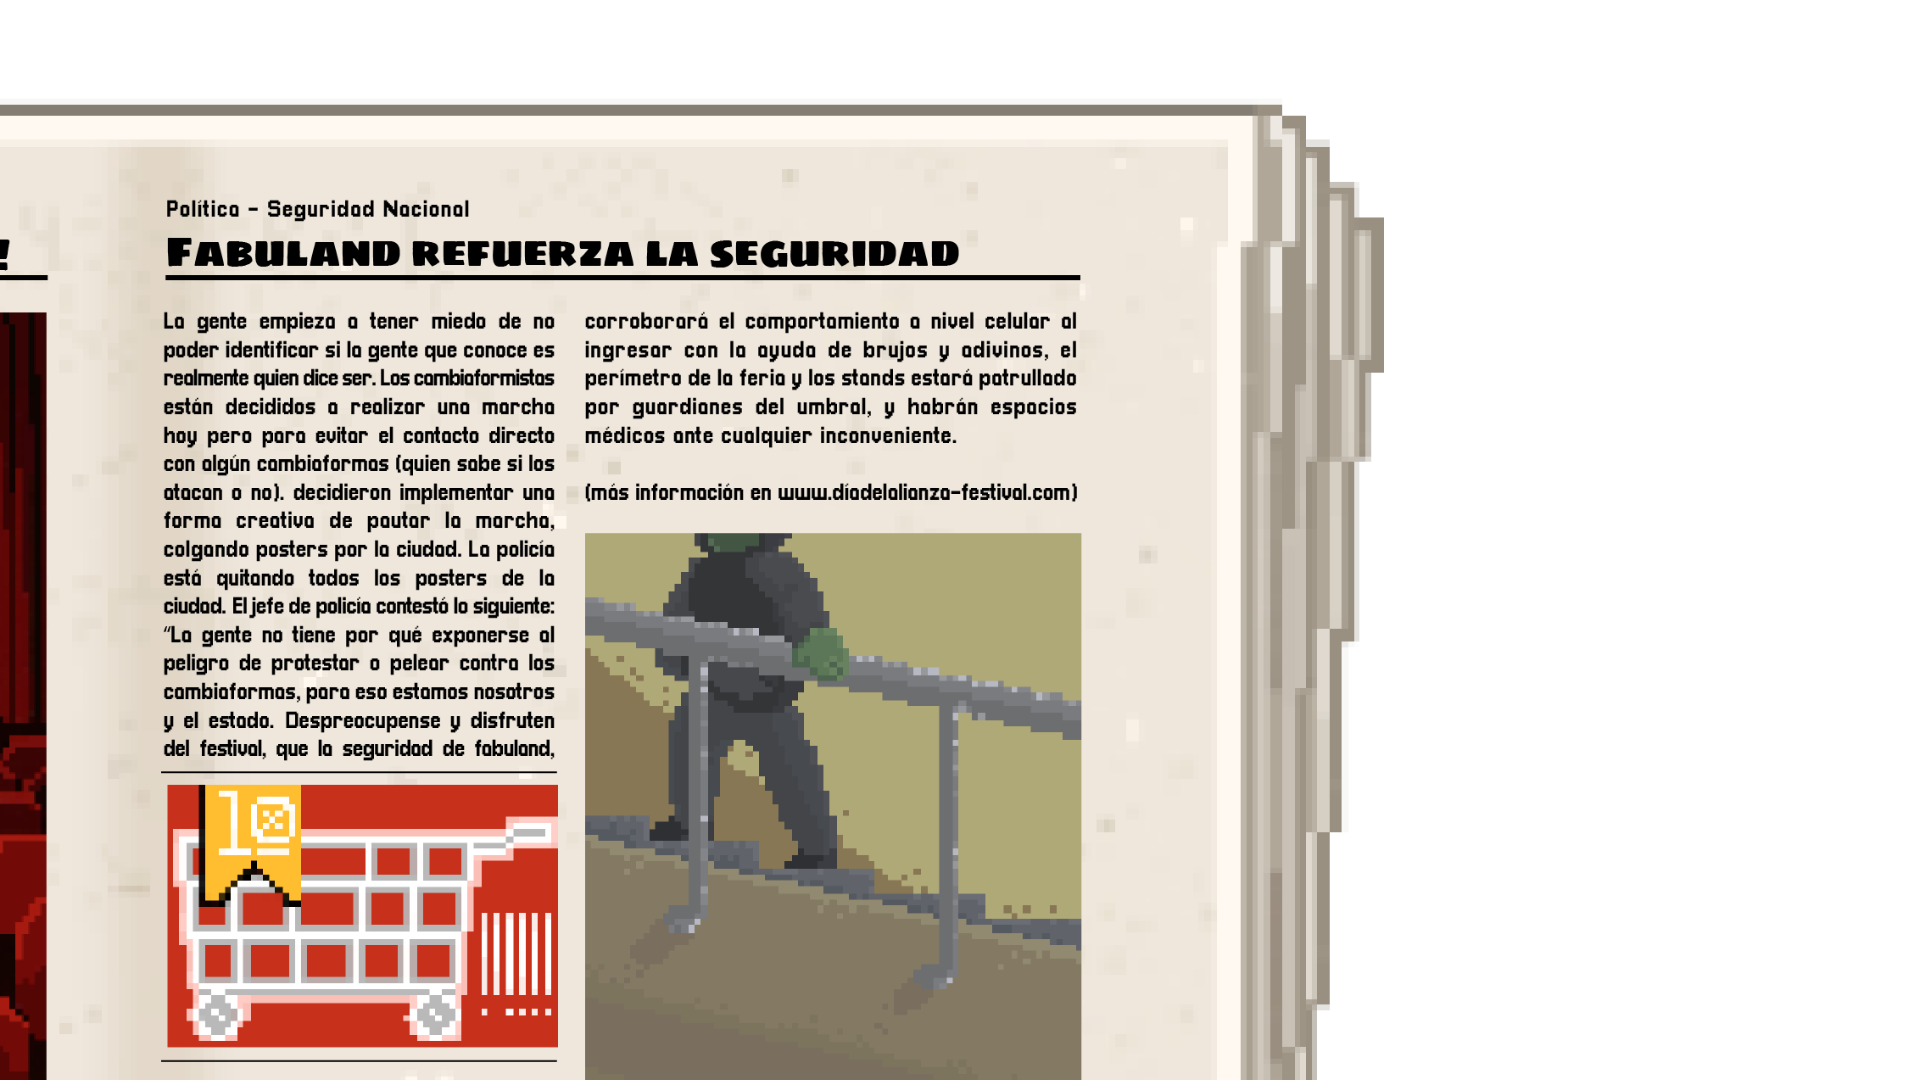 !
Política - Seguridad Nacional
FABULAND REFUERZA LA SEGURIDAD
La gente empieza a tener miedo de no
poder identificar si la gente que conoce es
realmente quien dice ser. Los cambiaformistas
están decididos a realizar una marcha
hoy pero para evitar el contacto directo
con algún cambiaformas (quien sabe si los
atacan o no). decidieron implementar una
forma creativa de pautar la marcha,
colgando posters por la ciudad. La policía
está quitando todos los posters de la
ciudad. El jefe de policía contestó lo siguiente:
“La gente no tiene por qué exponerse al
peligro de protestar o pelear contra los
cambiaformas, para eso estamos nosotros
y el estado. Despreocupense y disfruten
del festival, que la seguridad de fabuland,
corroborará el comportamiento a nivel celular al
ingresar con la ayuda de brujos y adivinos, el
perímetro de la feria y los stands estará patrullado
por guardianes del umbral, y habrán espacios
médicos ante cualquier inconveniente.
(más información en www.díadelalianza-festival.com)
10